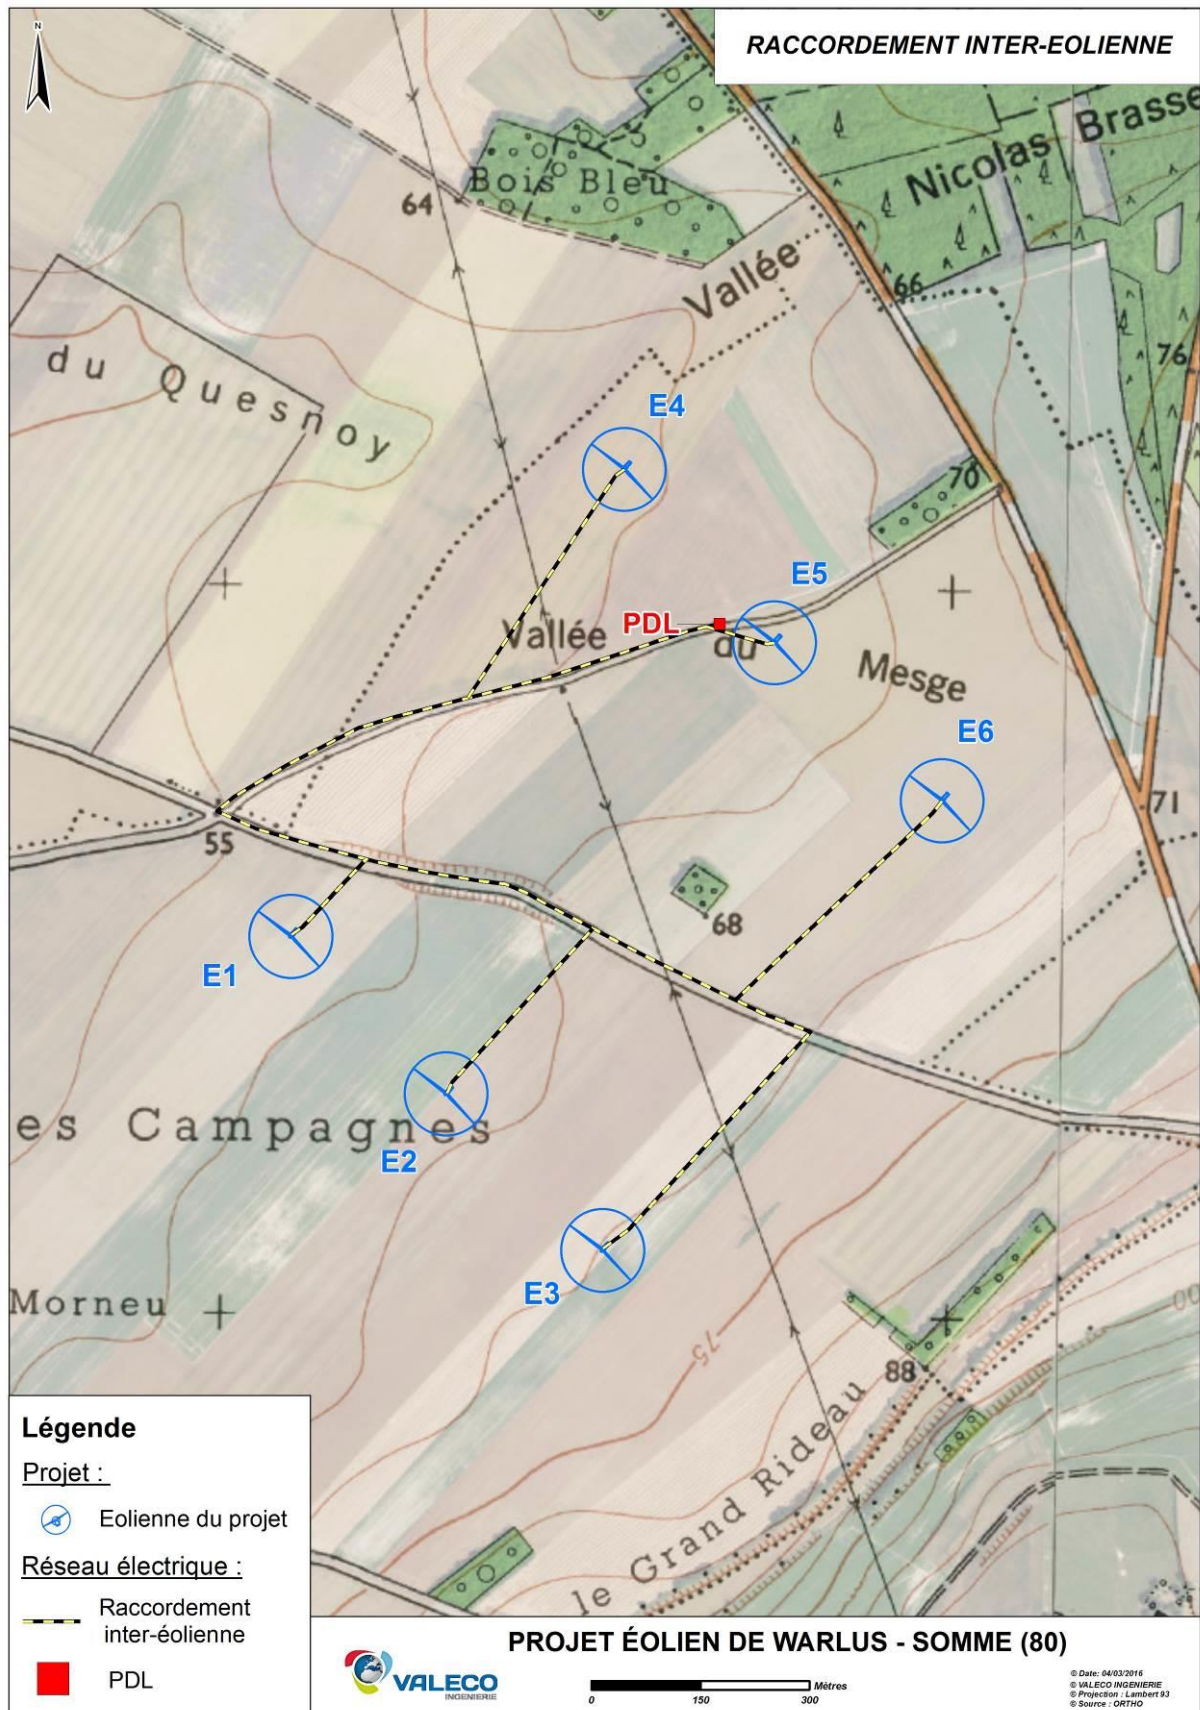 N
RACCORDEMENT INTER-EOLIENNE
Nicolas Brasse
Bois Bleu
64
Vallée
66
76
du Quesnoy
E4
70
E5
PDL
Vallée
du
Mesge
E6
71
55
68
E1
es Campagnes
E2
E3
Morneu
75
00
88
le Grand Rideau
Légende
Projet :
Eolienne du projet
Réseau électrique :
Raccordement
inter-éolienne
PDL
PROJET ÉOLIEN DE WARLUS - SOMME (80)
VALECO
INGENIERIE
0 150 300 Mètres
© Date: 04/03/2016
© VALECO INGENIERIE
© Projection : Lambert 93
© Source : ORTHO